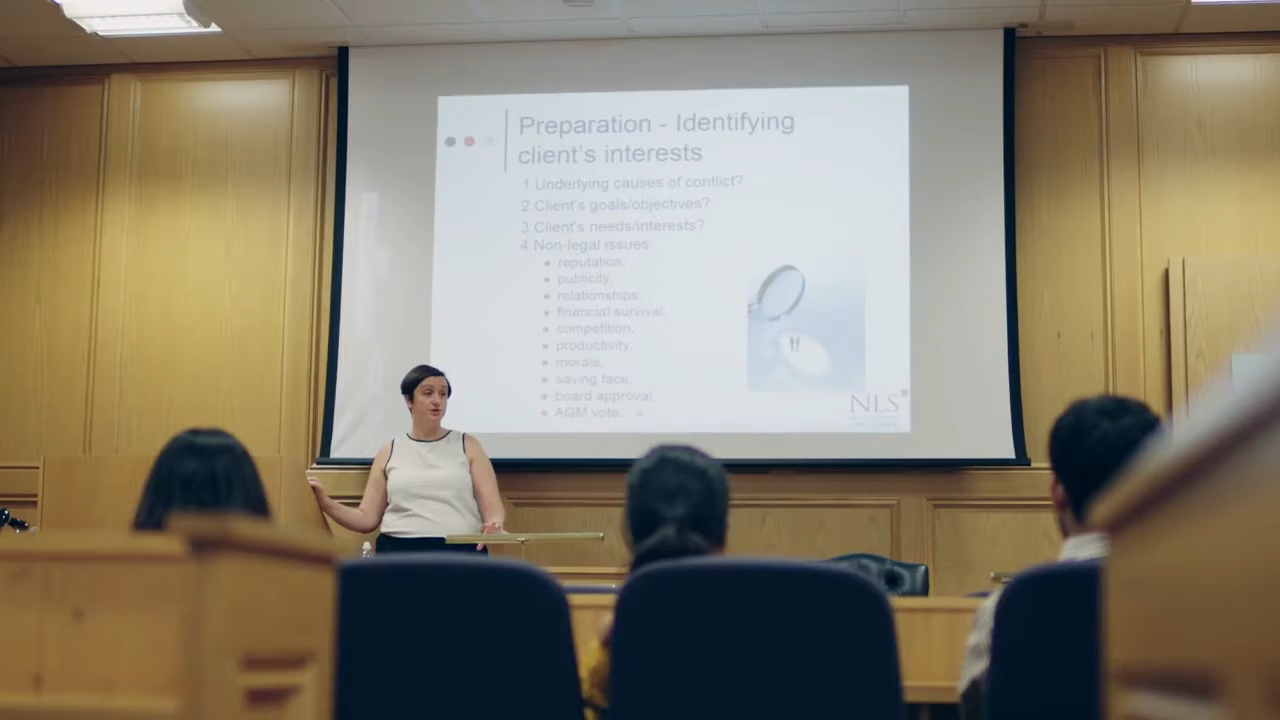 Preparation - Identifying
client's interests
1 Underlying causes of conflict?
2 Client's goals/objectives?
3 Client's needs/interests?
4 Non-legal issues
reputation,
publicity,
relationships
financial survival,
competition,
productivity,
morale,
saving face,
board approval
AGM vote.
NLS